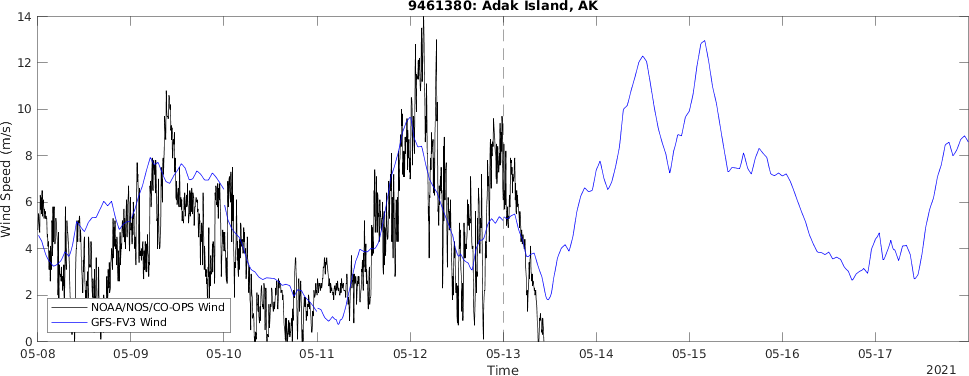 9461380: Adak Island, AK
Wind Speed (m/s)
14
12
10
8
6
4
2
0
NOAA/NOS/CO-OPS Wind
GFS-FV3 Wind
05-08 05-09 05-10 05-11 05-12 05-13 05-14 05-15 05-16 05-17
Time
2021